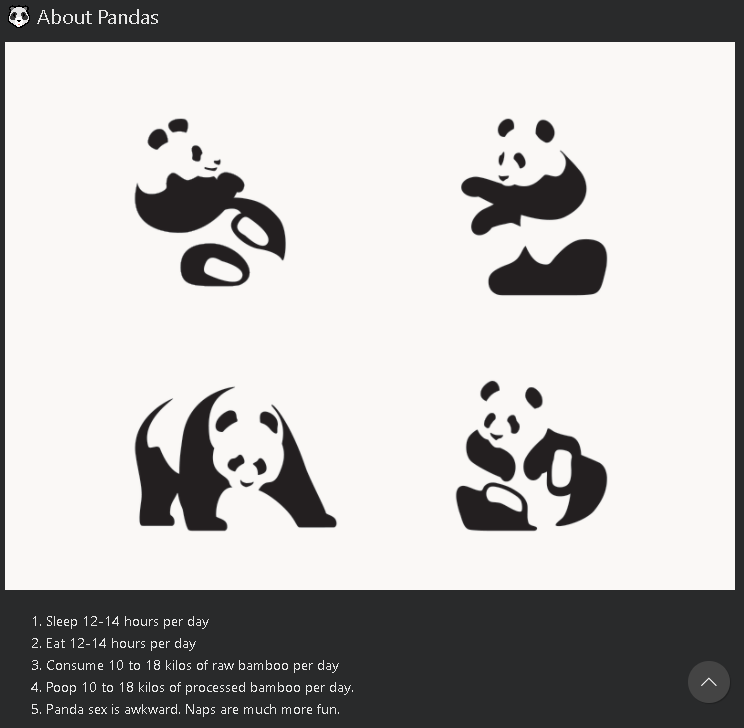 About Pandas
1. Sleep 12-14 hours per day
2. Eat 12-14 hours per day
3. Consume 10 to 18 kilos of raw bamboo per day
4. Poop 10 to 18 kilos of processed bamboo per day.
5. Panda sex is awkward. Naps are much more fun.